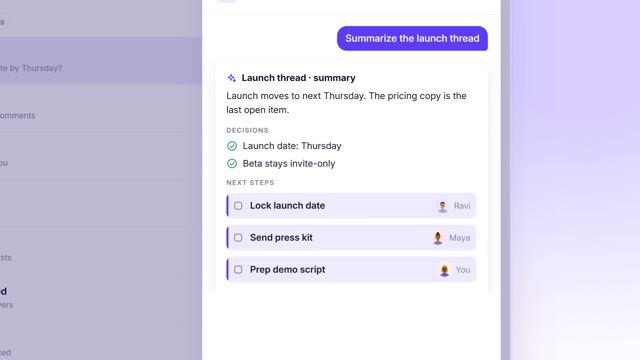 s
te by Thursday?
omments
ou
sts
d
ers
ted
Summarize the launch thread
Launch thread · summary
Launch moves to next Thursday. The pricing copy is the
last open item.
DECISIONS
Launch date: Thursday
Beta stays invite-only
NEXT STEPS
Lock launch date
Ravi
Send press kit
Maya
Prep demo script
You